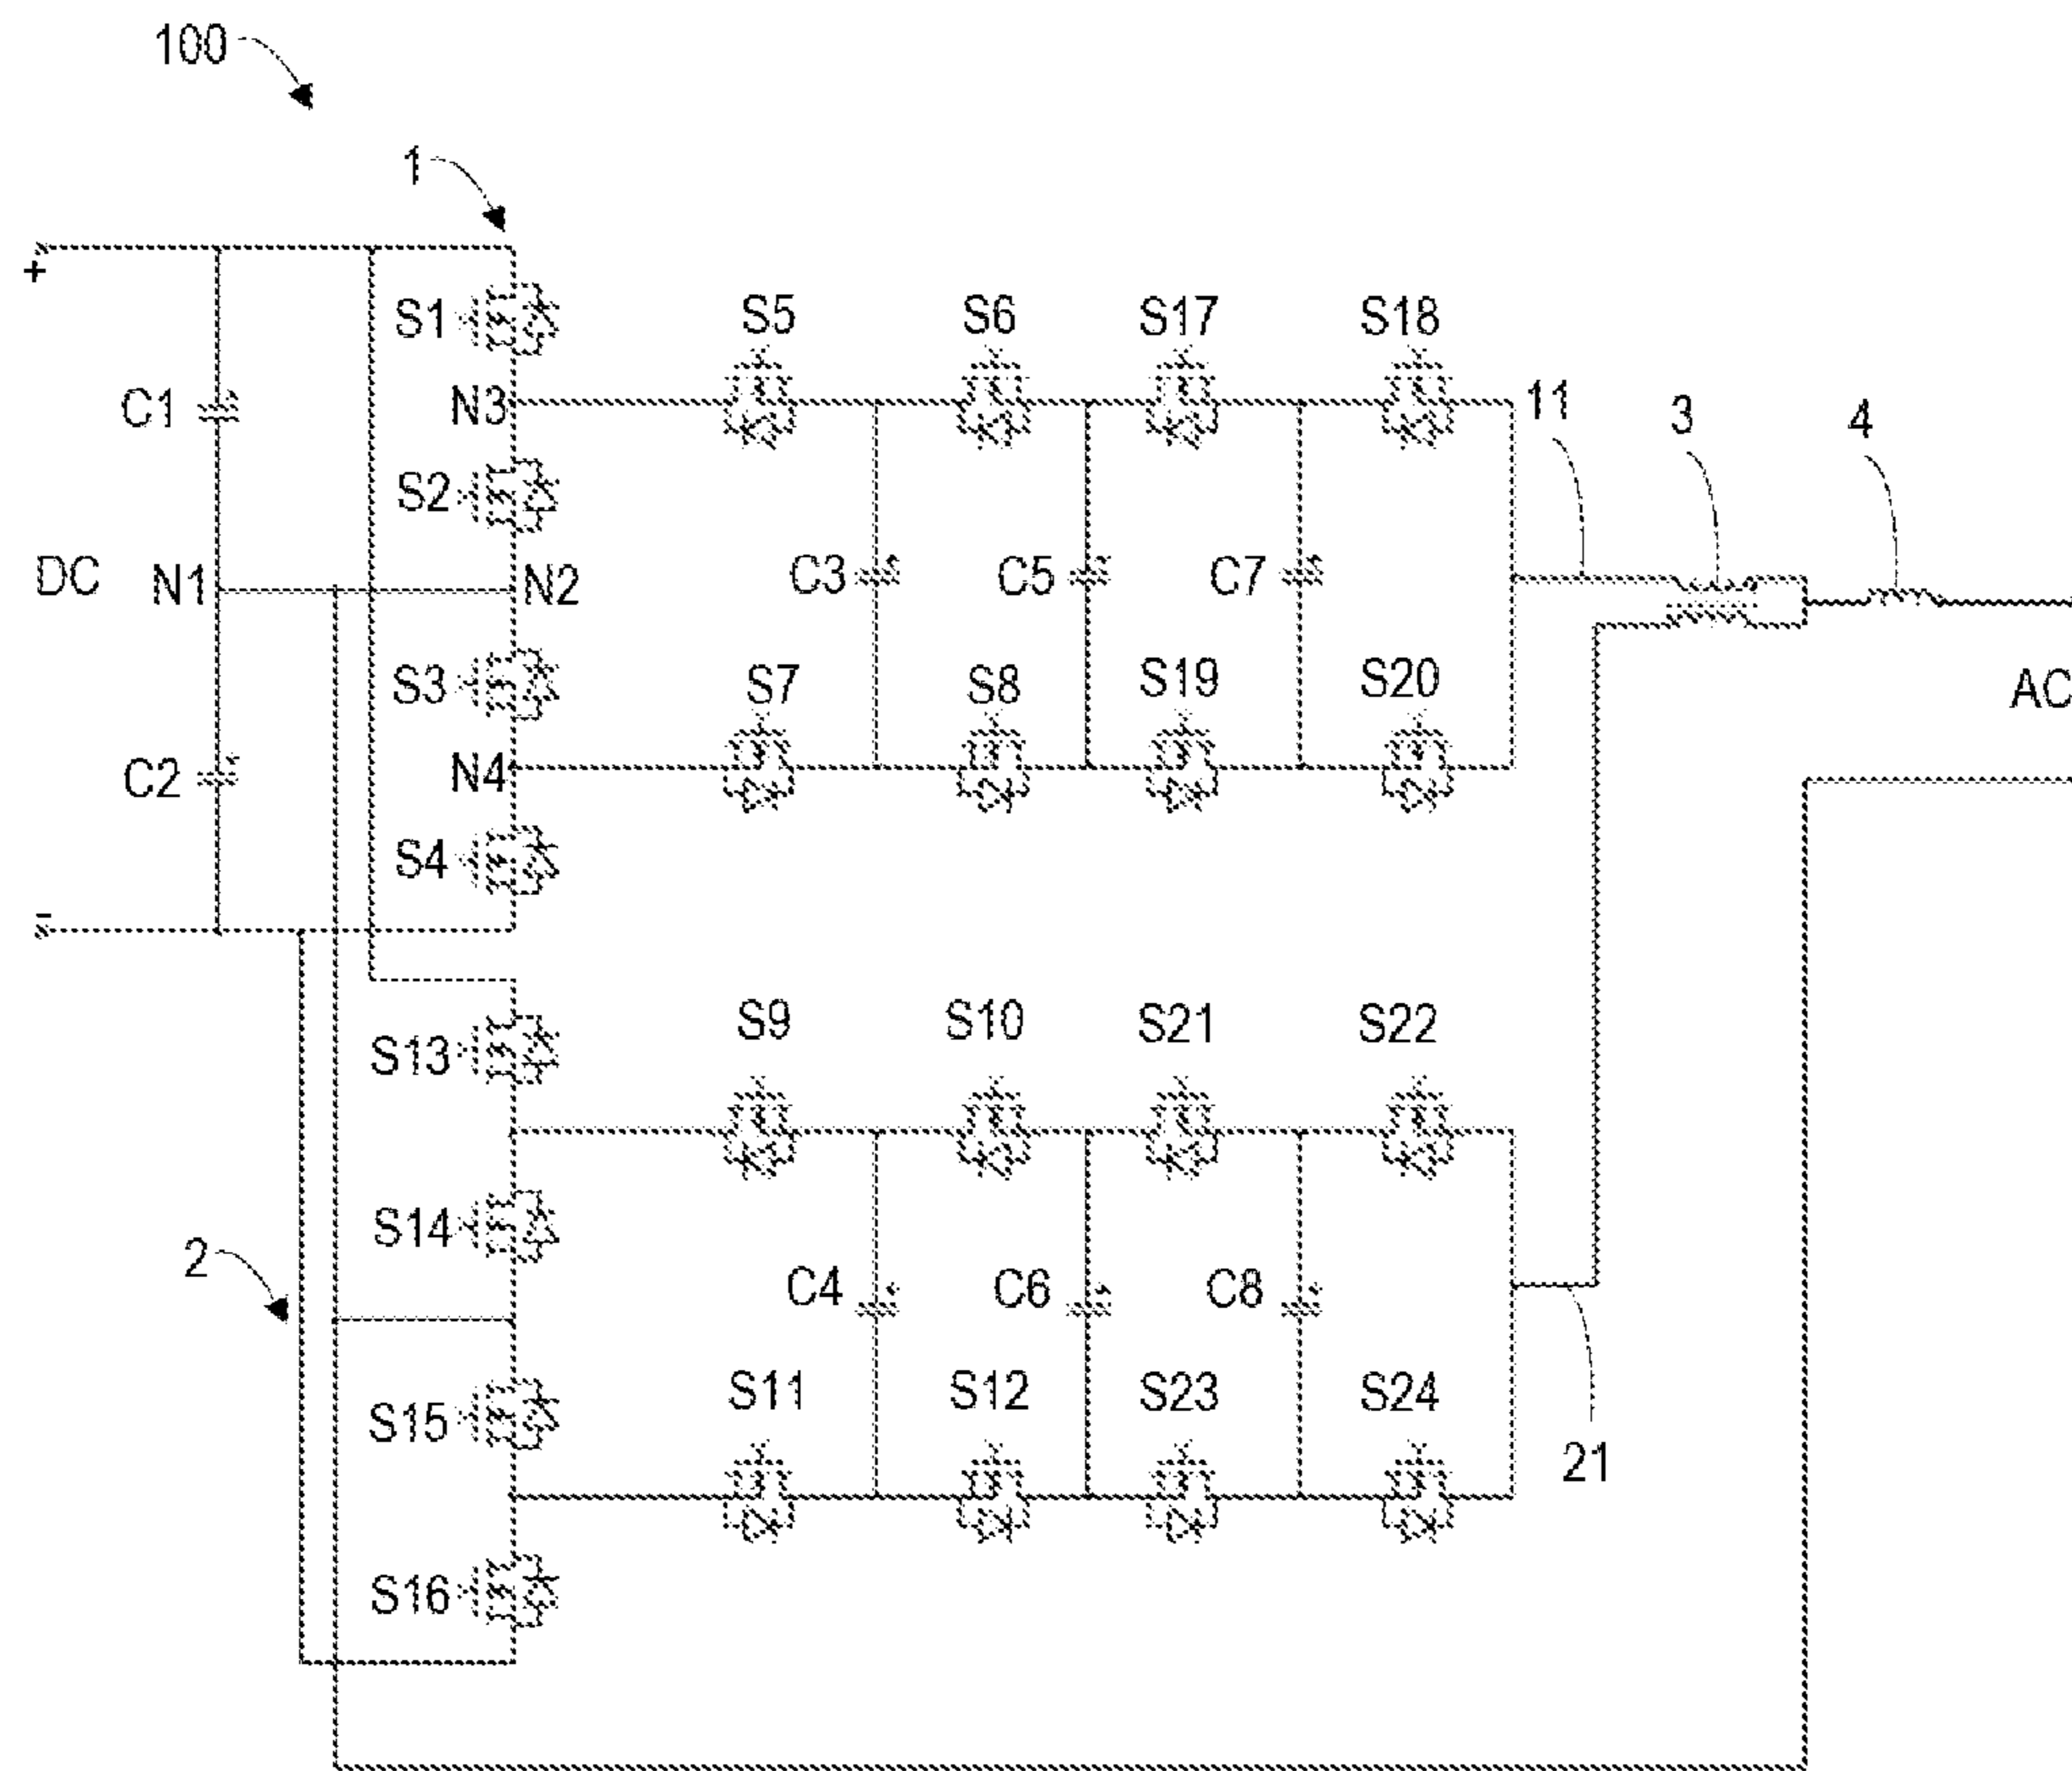 100
1
+
S1
S5
S6
S17
S18
C1
N3
11
3
4
S2
DC
N1
N2
C3
C5
C7
S3
S7
S8
S19
S20
AC
C2
N4
S4
-
S13
S9
S10
S21
S22
S14
2
C4
C6
C8
S15
S11
S12
S23
S24
21
S16